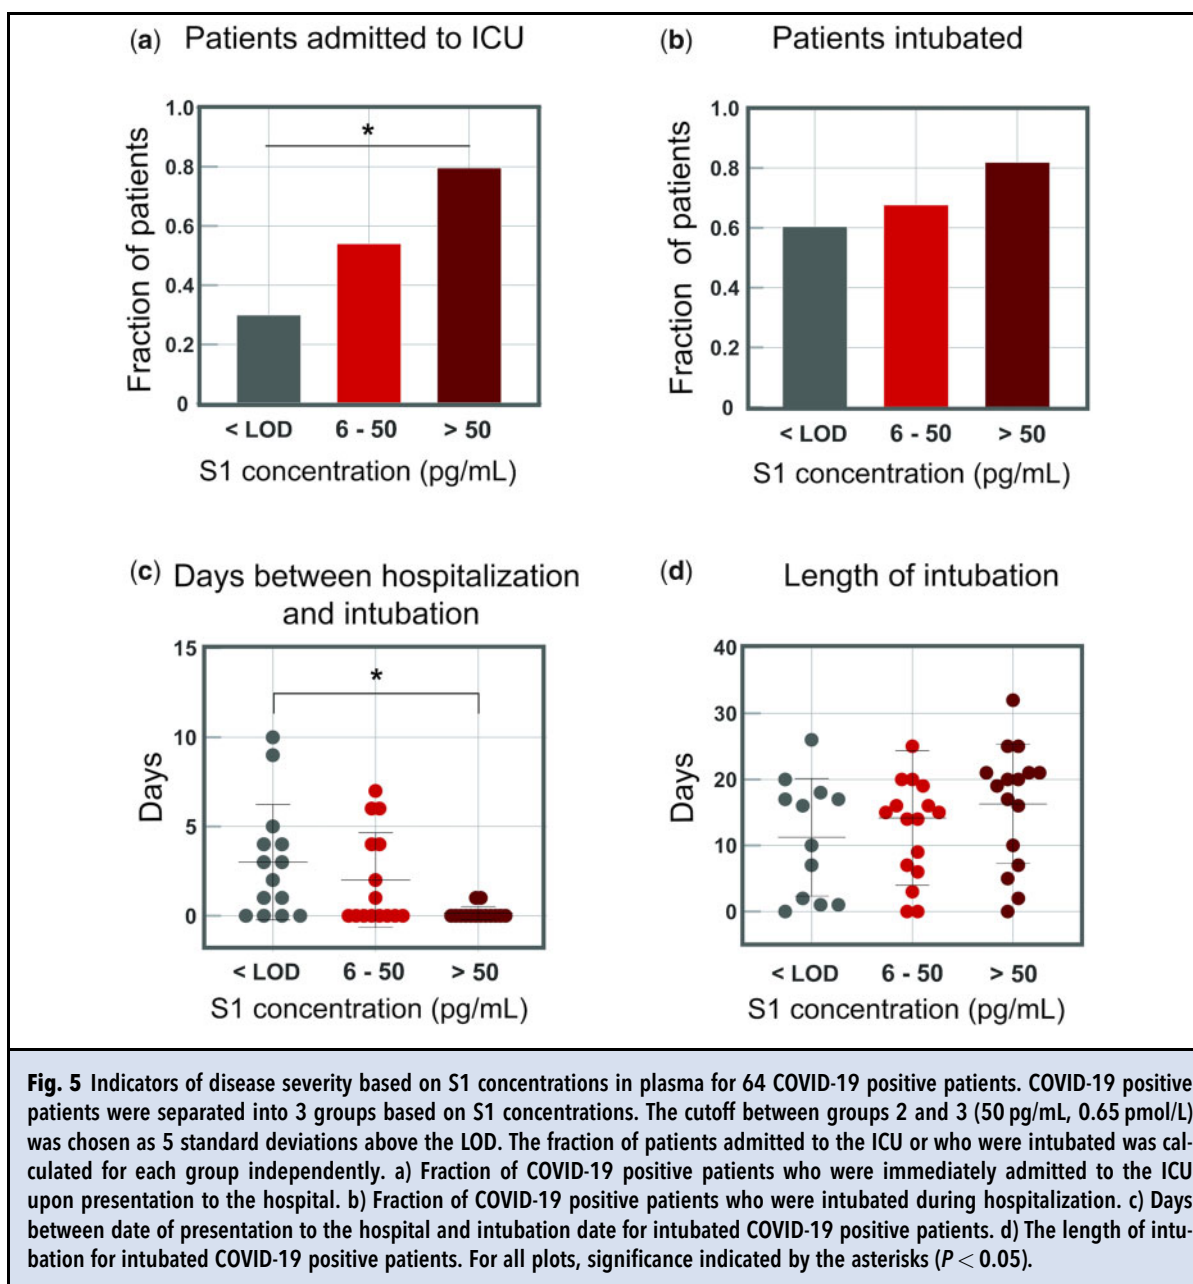 (a) Patients admitted to ICU
1.0
0.8
0.6
0.4
0.2
0
*
Fraction of patients
< LOD 6 - 50 > 50
S1 concentration (pg/mL)
(b) Patients intubated
1.0
0.8
0.6
0.4
0.2
0
Fraction of patients
< LOD 6 - 50 > 50
S1 concentration (pg/mL)
(c) Days between hospitalization
and intubation
15
10
5
0
*
Days
< LOD 6 - 50 > 50
S1 concentration (pg/mL)
(d) Length of intubation
40
30
20
10
0
Days
< LOD 6 - 50 > 50
S1 concentration (pg/mL)
Fig. 5 Indicators of disease severity based on S1 concentrations in plasma for 64 COVID-19 positive patients. COVID-19 positive
patients were separated into 3 groups based on S1 concentrations. The cutoff between groups 2 and 3 (50 pg/mL, 0.65 pmol/L)
was chosen as 5 standard deviations above the LOD. The fraction of patients admitted to the ICU or who were intubated was cal-
culated for each group independently. a) Fraction of COVID-19 positive patients who were immediately admitted to the ICU
upon presentation to the hospital. b) Fraction of COVID-19 positive patients who were intubated during hospitalization. c) Days
between date of presentation to the hospital and intubation date for intubated COVID-19 positive patients. d) The length of intu-
bation for intubated COVID-19 positive patients. For all plots, significance indicated by the asterisks (P < 0.05).